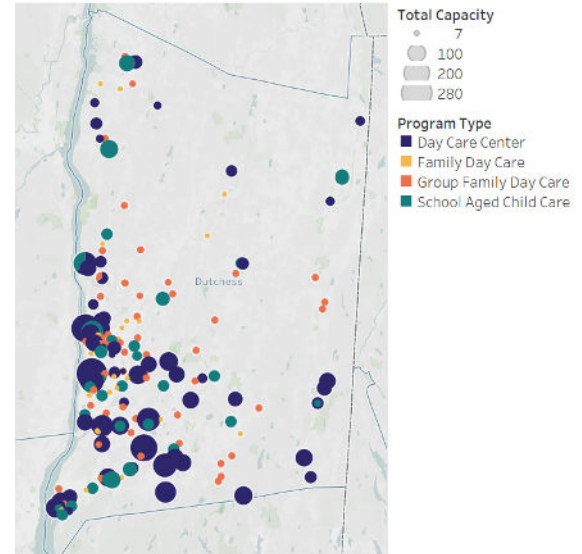 Total Capacity
7
100
200
280
Program Type
Day Care Center
Family Day Care
Group Family Day Care
School Aged Child Care
Dutchess